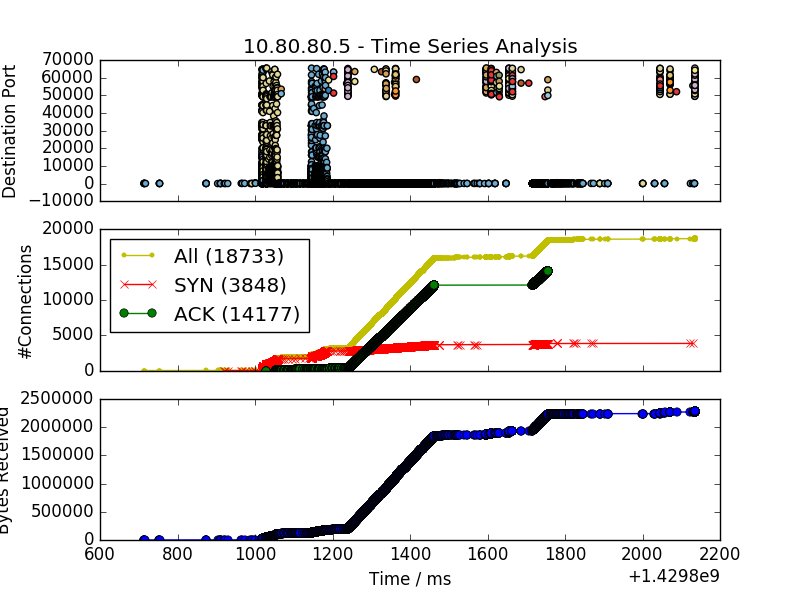 10.80.80.5 - Time Series Analysis
70000
60000
50000
40000
30000
20000
10000
0
−10000
Destination Port
20000
15000
10000
5000
0
#Connections
All (18733)
SYN (3848)
ACK (14177)
2500000
2000000
1500000
1000000
500000
0
Bytes Received
600 800 1000 1200 1400 1600 1800 2000 2200
Time / ms
+1.4298e9